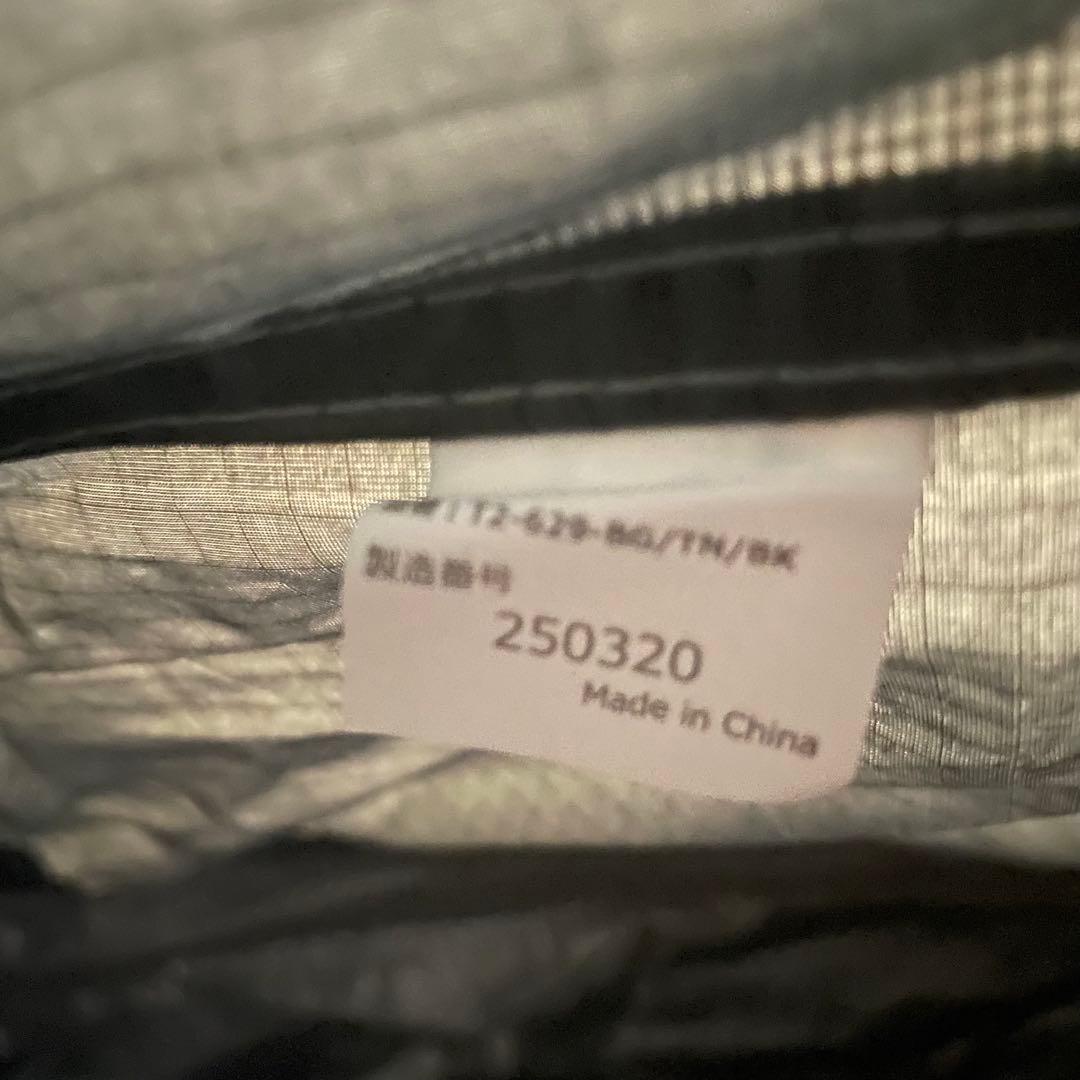 T2-629-BG/TN/BK
製造番号
250320
Made in China